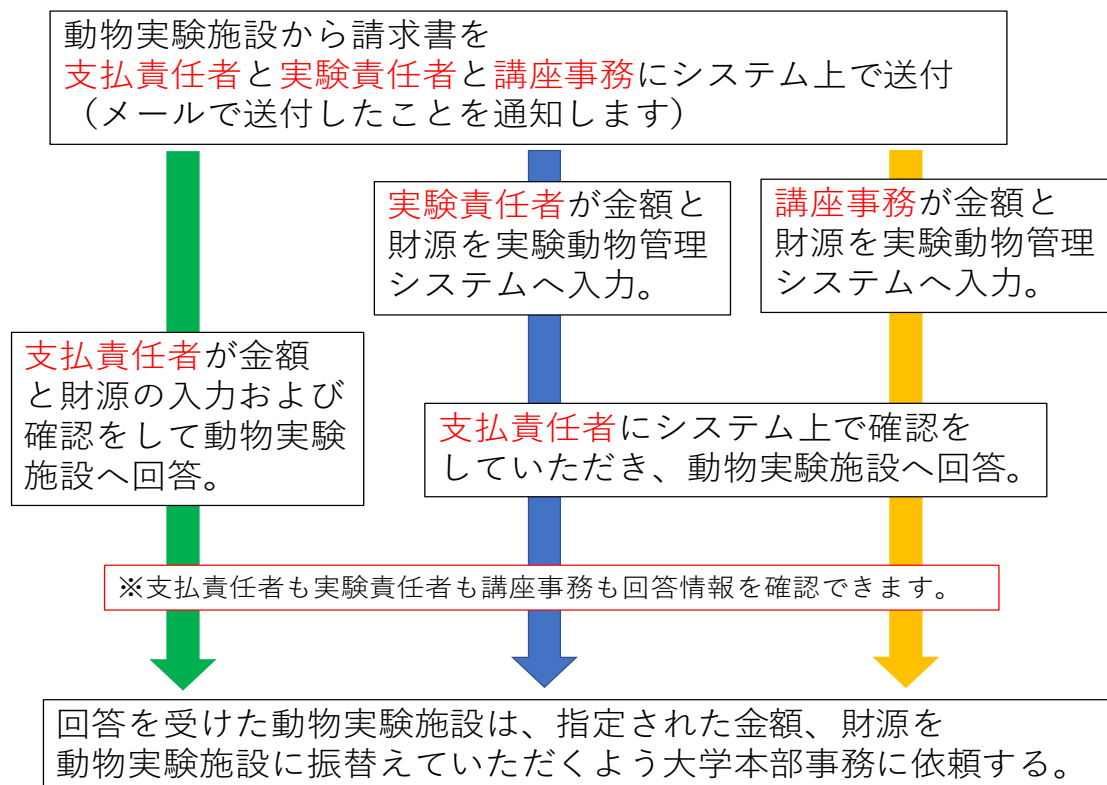 動物実験施設から請求書を
支払責任者と実験責任者と講座事務にシステム上で送付
（メールで送付したことを通知します）
実験責任者が金額と
財源を実験動物管理
システムへ入力。
講座事務が金額と
財源を実験動物管理
システムへ入力。
支払責任者が金額
と財源の入力および
確認をして動物実験
施設へ回答。
支払責任者にシステム上で確認を
していただき、動物実験施設へ回答。
※支払責任者も実験責任者も講座事務も回答情報を確認できます。
回答を受けた動物実験施設は、指定された金額、財源を
動物実験施設に振替えていただくよう大学本部事務に依頼する。